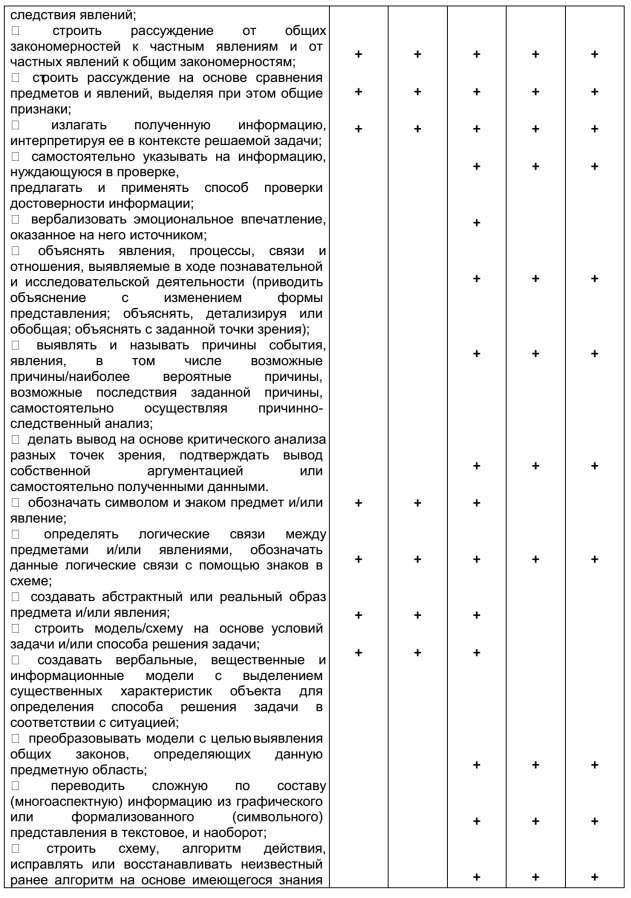 следствия явлений;
□ строить рассуждение от общих
закономерностей к частным явлениям и от
частных явлений к общим закономерностям; + + + + +
□ строить рассуждение на основе сравнения
предметов и явлений, выделяя при этом общие + + + + +
признаки;
□ излагать полученную информацию, + + + + +
интерпретируя ее в контексте решаемой задачи;
□ самостоятельно указывать на информацию,
нуждающуюся в проверке, + + +
предлагать и применять способ проверки
достоверности информации;
□ вербализовать эмоциональное впечатление, +
оказанное на него источником;
□ объяснять явления, процессы, связи и
отношения, выявляемые в ходе познавательной
и исследовательской деятельности (приводить + + +
объяснение с изменением формы
представления; объяснять, детализируя или
обобщая; объяснять с заданной точки зрения);
□ выявлять и называть причины события,
явления, в том числе возможные + + +
причины/наиболее вероятные причины,
возможные последствия заданной причины,
самостоятельно осуществляя причинно-
следственный анализ;
□ делать вывод на основе критического анализа
разных точек зрения, подтверждать вывод
собственной аргументацией или + + +
самостоятельно полученными данными.
□ обозначать символом и знаком предмет и/или + + +
явление;
□ определять логические связи между
предметами и/или явлениями, обозначать
данные логические связи с помощью знаков в + + + + +
схеме;
□ создавать абстрактный или реальный образ
предмета и/или явления; + + +
□ строить модель/схему на основе условий
задачи и/или способа решения задачи; + + +
□ создавать вербальные, вещественные и
информационные модели с выделением
существенных характеристик объекта для
определения способа решения задачи в
соответствии с ситуацией;
□ преобразовывать модели с целью выявления
общих законов, определяющих данную
предметную область; + + +
□ переводить сложную по составу
(многоаспектную) информацию из графического
или формализованного (символьного) + + +
представления в текстовое, и наоборот;
□ строить схему, алгоритм действия,
исправлять или восстанавливать неизвестный
ранее алгоритм на основе имеющегося знания + + +